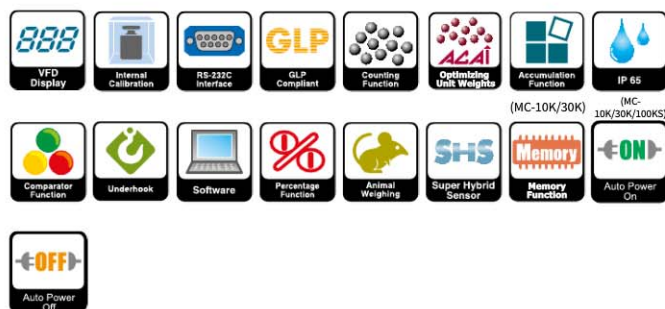 888
VFD
Display
Internal
Calibration
RS-232C
Interface
GLP
GLP
Compliant
Counting
Function
ACAI
Optimizing
Unit Weights
Accumulation
Function
IP 65
(MC-10K/30K)
(MC-
10K/30K/100KS)
Comparator
Function
Underhook
Software
Percentage
Function
Animal
Weighing
SHS
Super Hybrid
Sensor
Memory
Memory
Function
ON
Auto Power
On
OFF
Auto Power
Off